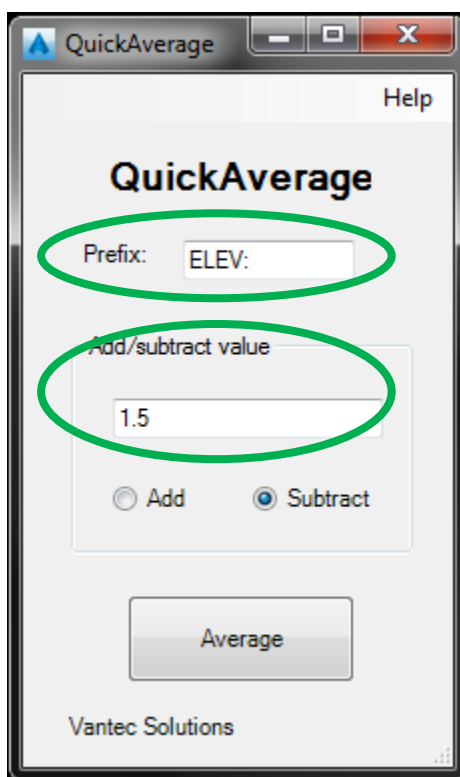 QuickAverage
Help
QuickAverage
Prefix: ELEV:
Add/subtract value
1.5
Add Subtract
Average
Vantec Solutions